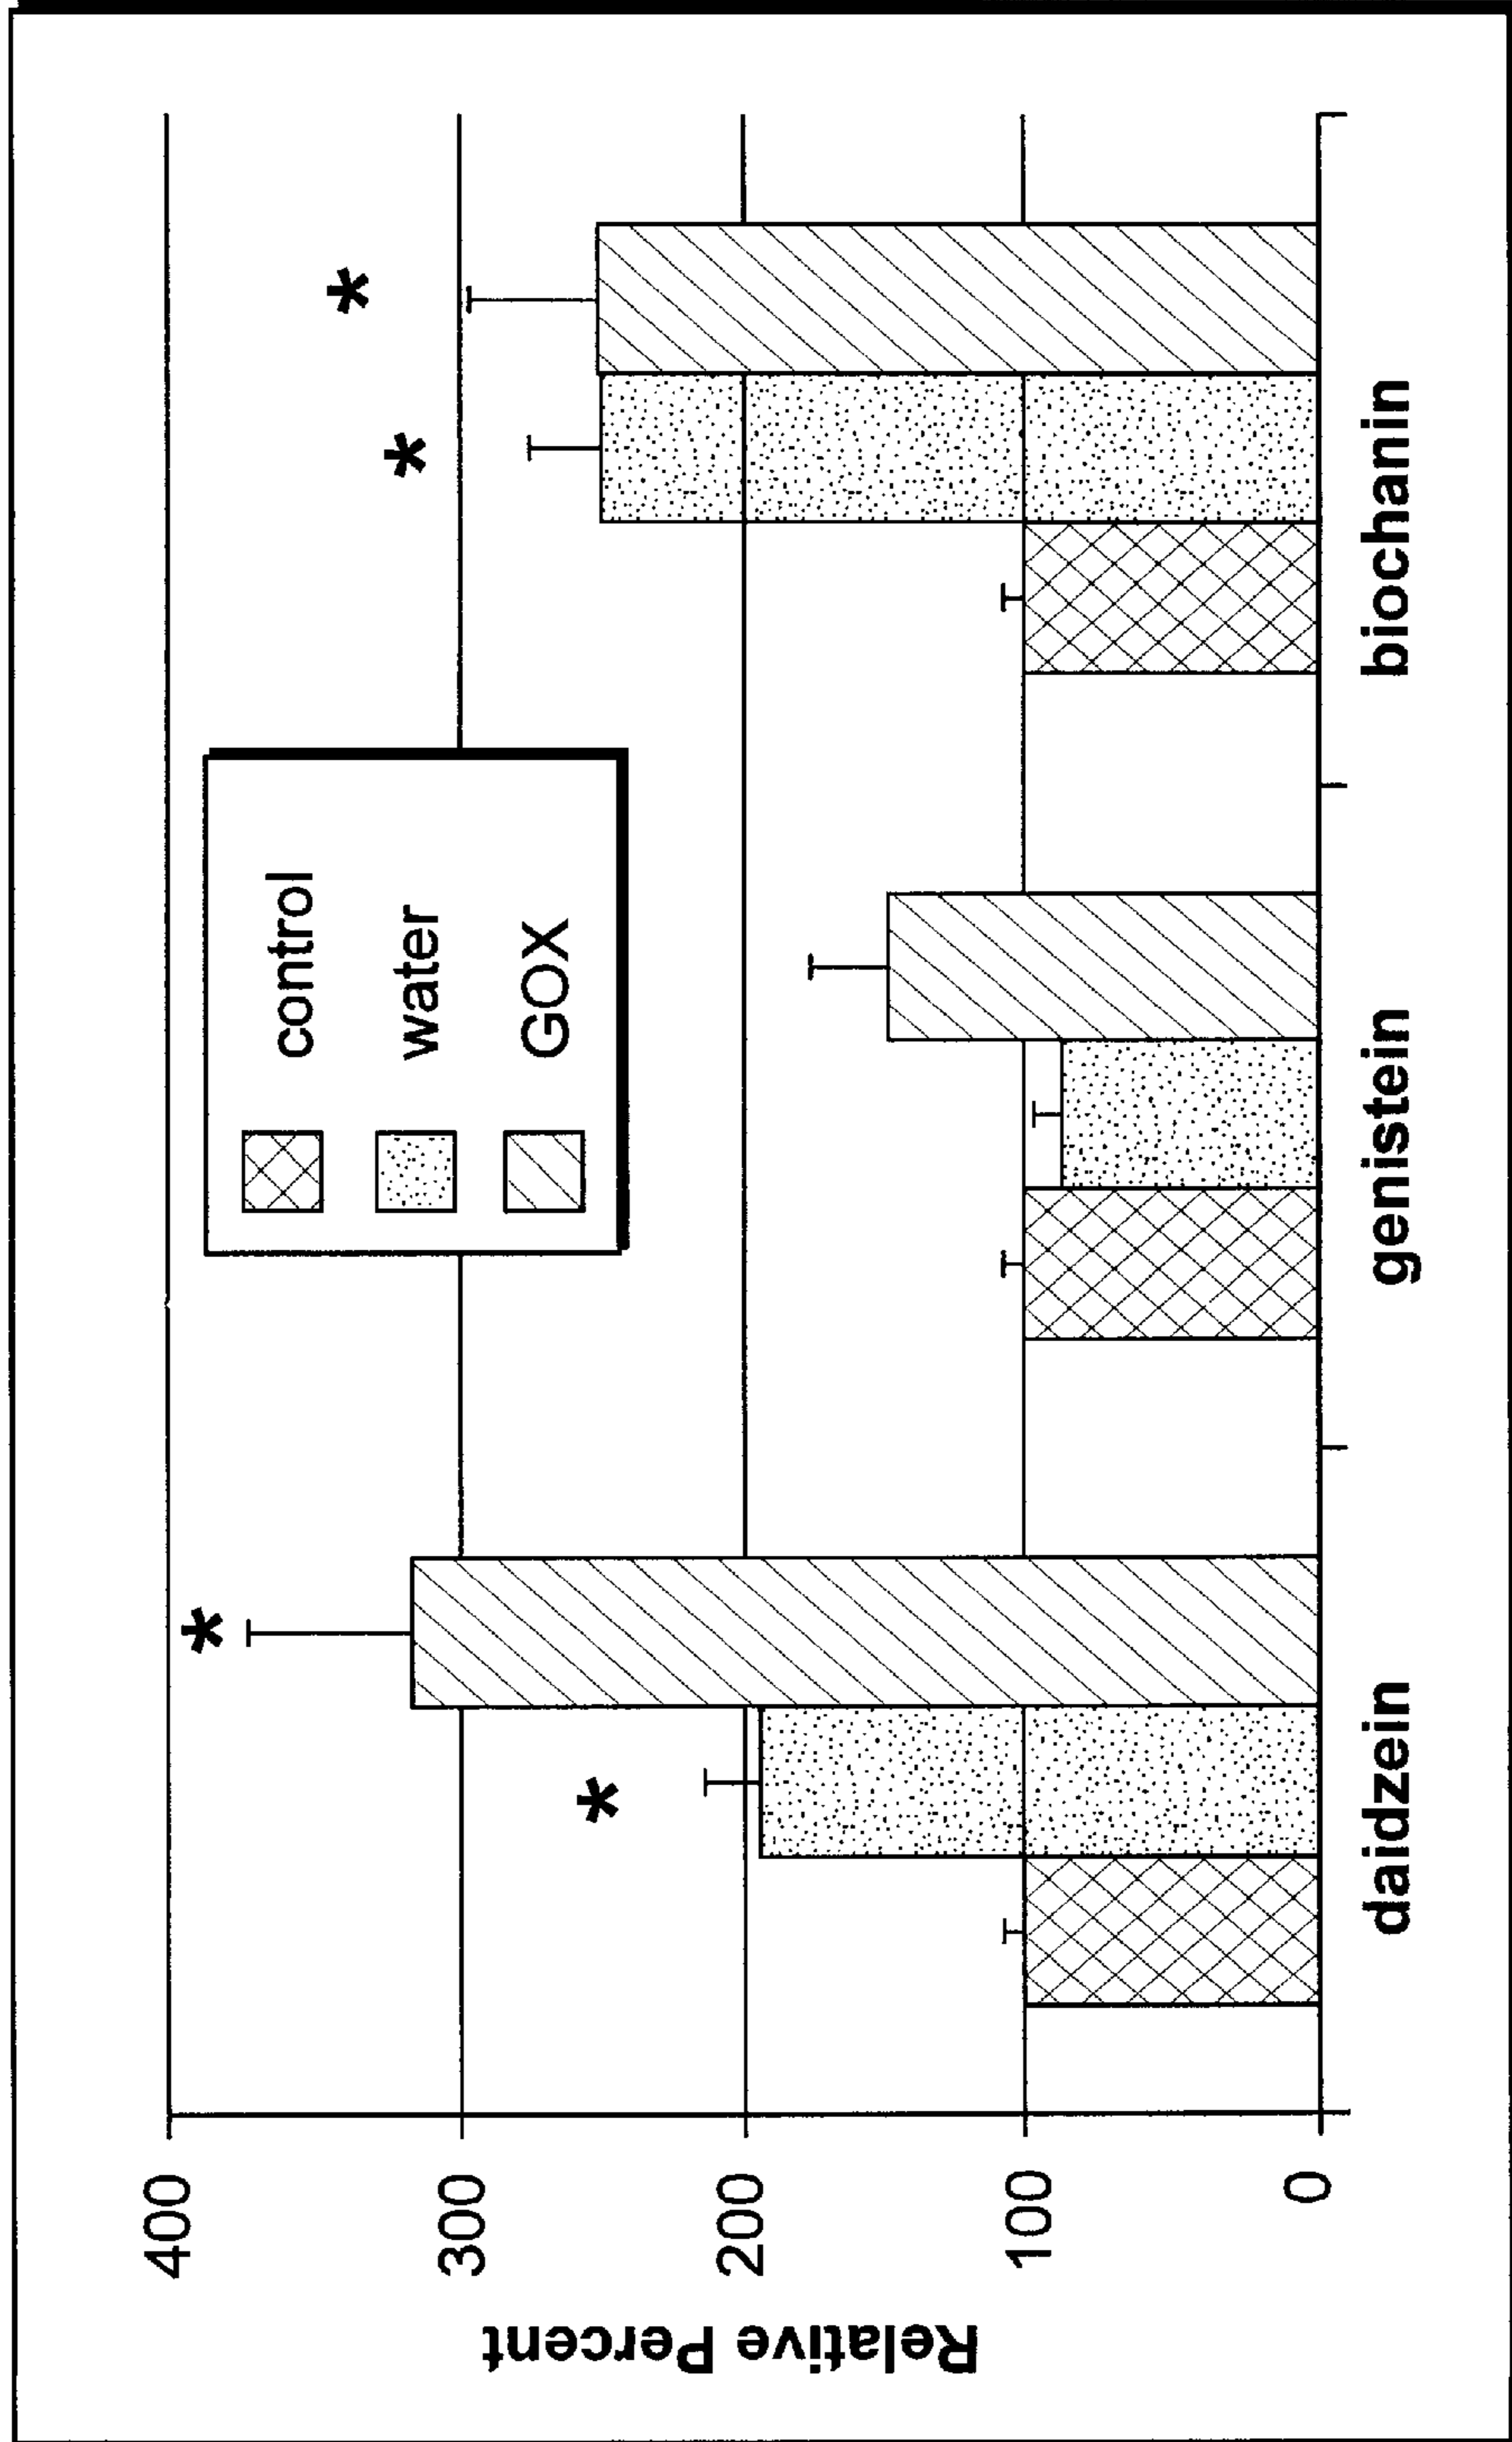 Relative Percent
400
300
200
100
0
control
water
GOX
*
*
*
*
daidzein
genistein
biochanin